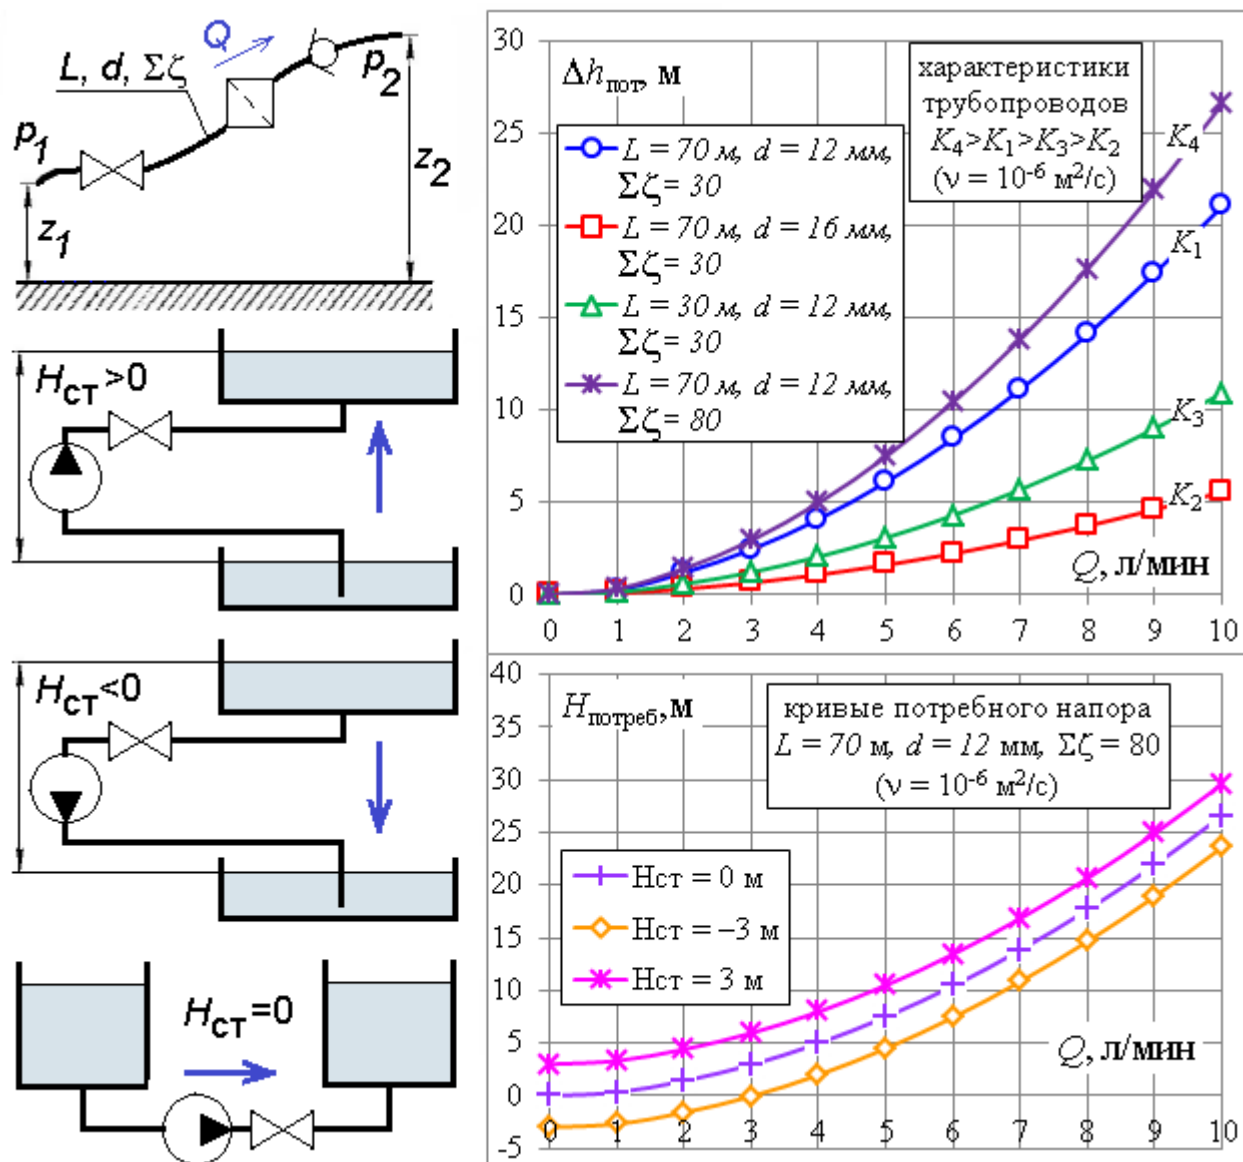 Q
L, d, Σζ
p₁
p₂
z₁
z₂
Hст>0
Hст<0
Hст=0
30
25
20
15
10
5
0
Δhпот, м
характеристики
трубопроводов
K₄>K₁>K₃>K₂
(ν = 10⁻⁶ м²/с)
L = 70 м, d = 12 мм,
Σζ = 30
L = 70 м, d = 16 мм,
Σζ = 30
L = 30 м, d = 12 мм,
Σζ = 30
L = 70 м, d = 12 мм,
Σζ = 80
K₄
K₁
K₃
K₂
Q, л/мин
0 1 2 3 4 5 6 7 8 9 10
40
35
30
25
20
15
10
5
0
-5
Hпотреб,м
кривые потребного напора
L = 70 м, d = 12 мм, Σζ = 80
(ν = 10⁻⁶ м²/с)
Нст = 0 м
Нст = –3 м
Нст = 3 м
Q, л/мин
0 1 2 3 4 5 6 7 8 9 10